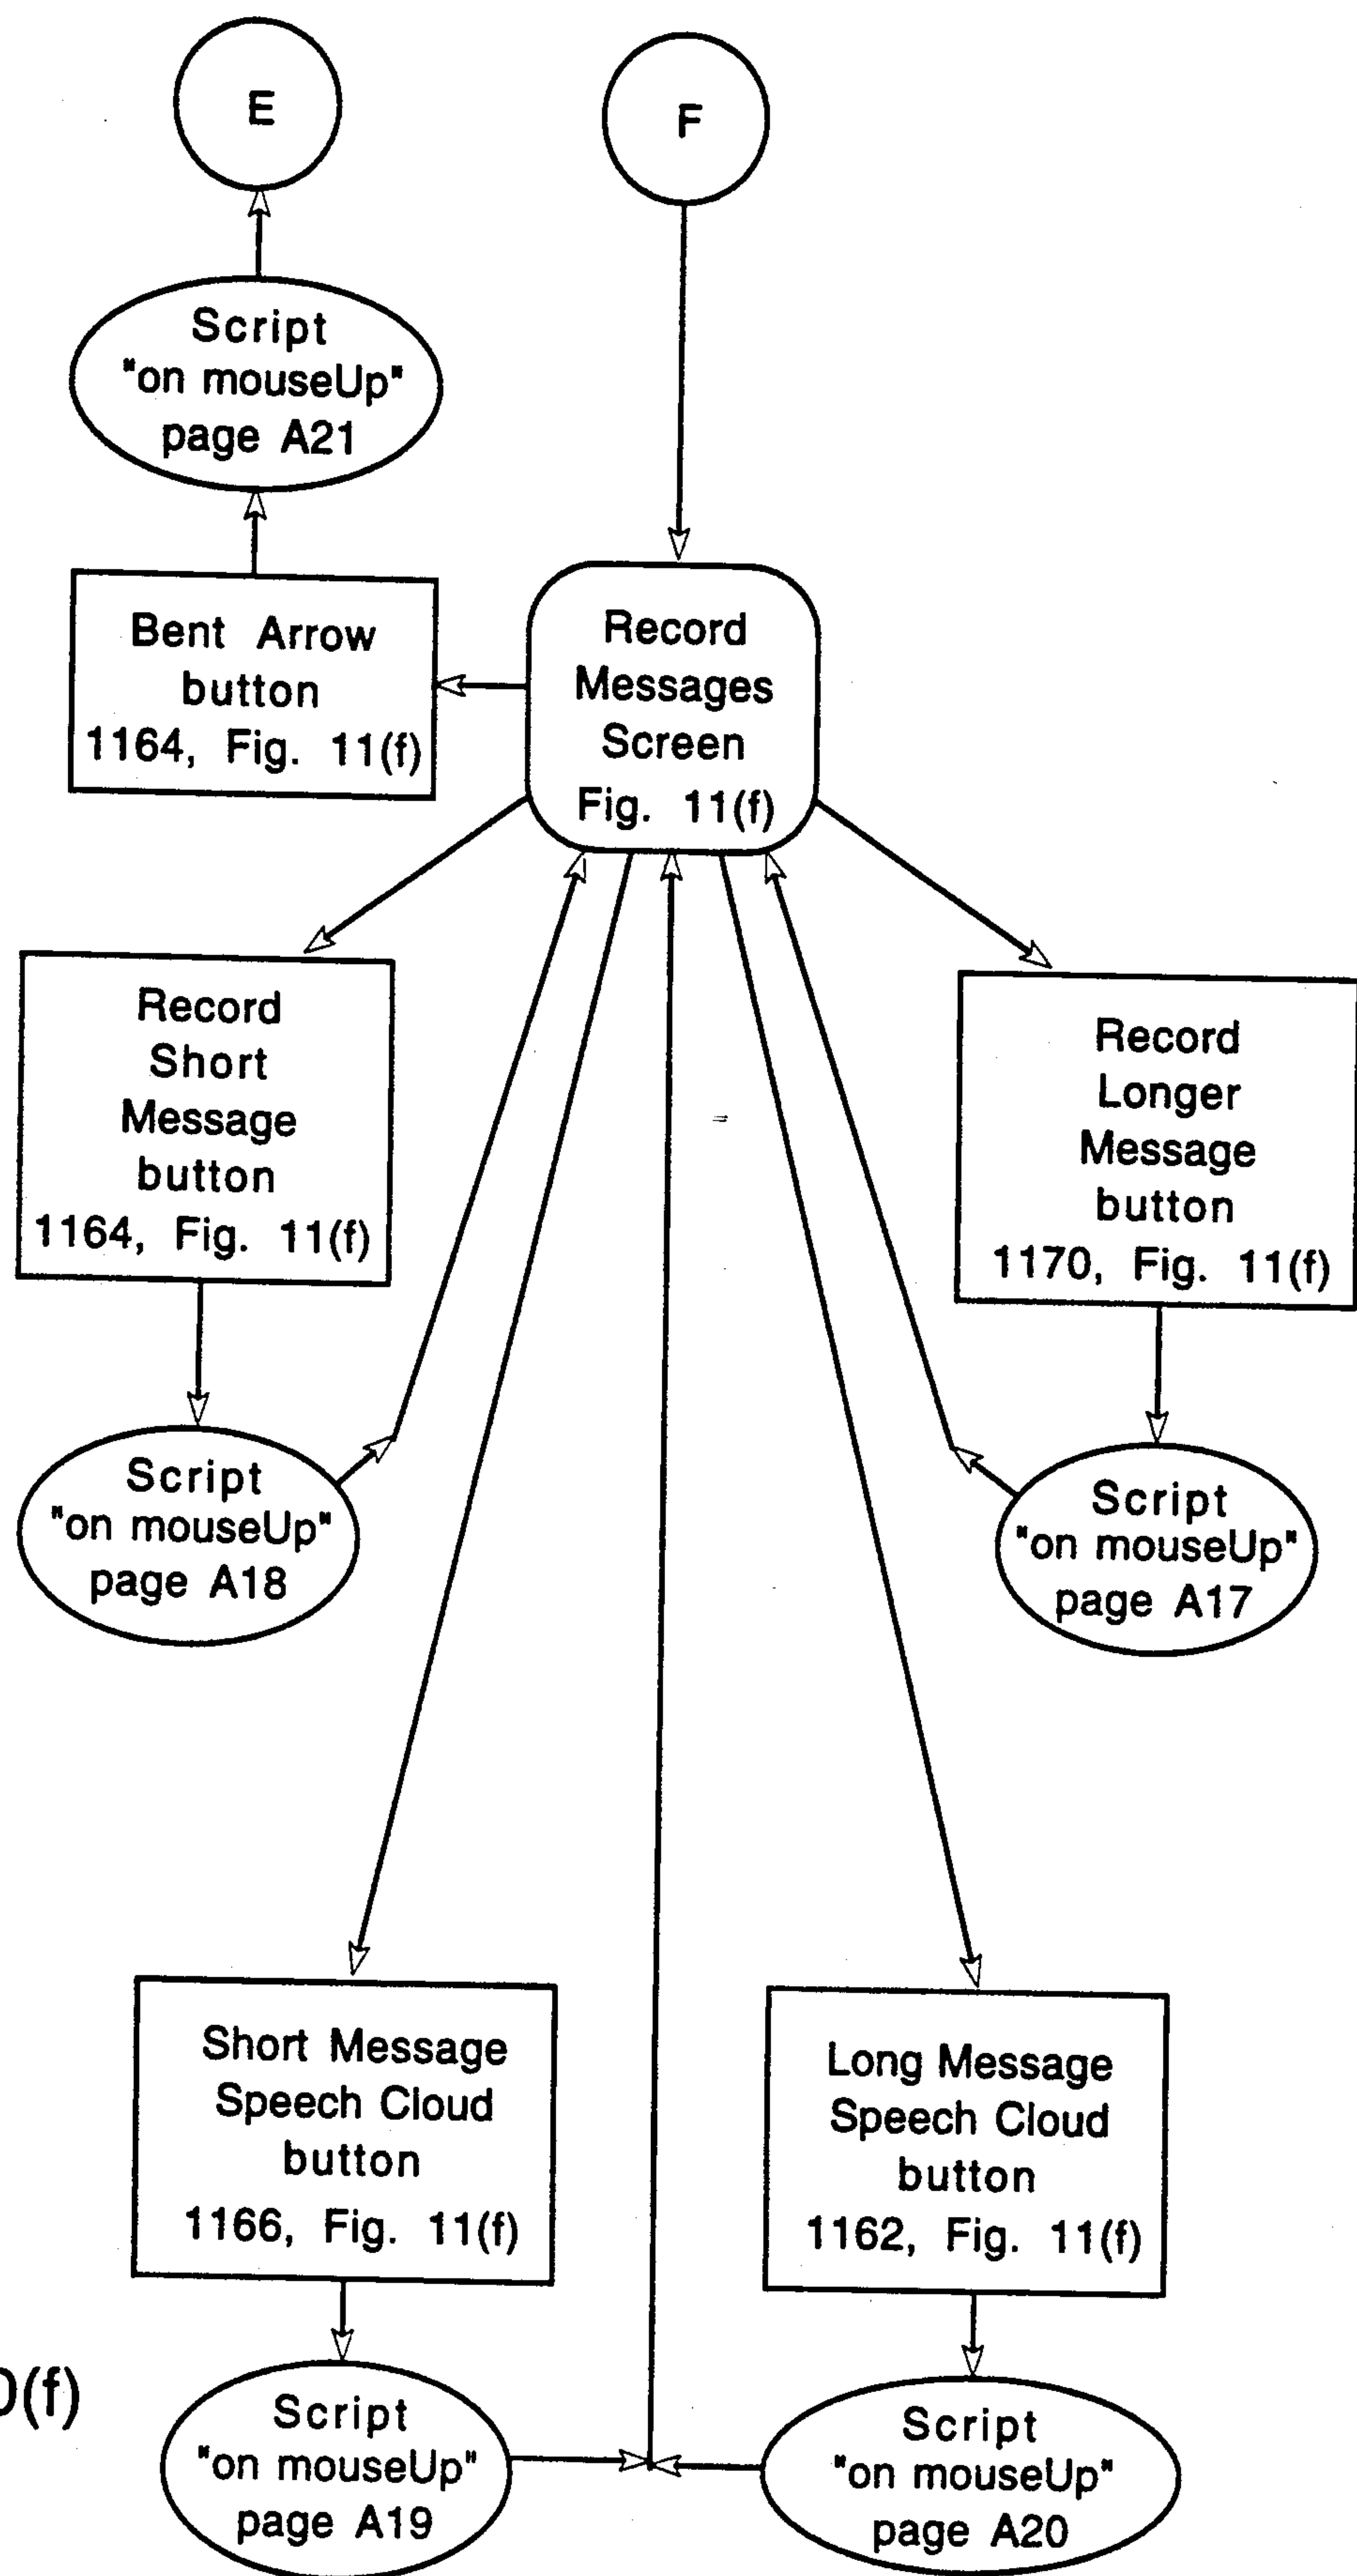 E
F
Script
"on mouseUp"
page A21
Bent Arrow
button
1164, Fig. 11(f)
Record
Messages
Screen
Fig. 11(f)
Record
Short
Message
button
1164, Fig. 11(f)
Record
Longer
Message
button
1170, Fig. 11(f)
Script
"on mouseUp"
page A18
Script
"on mouseUp"
page A17
Short Message
Speech Cloud
button
1166, Fig. 11(f)
Long Message
Speech Cloud
button
1162, Fig. 11(f)
Script
"on mouseUp"
page A19
Script
"on mouseUp"
page A20